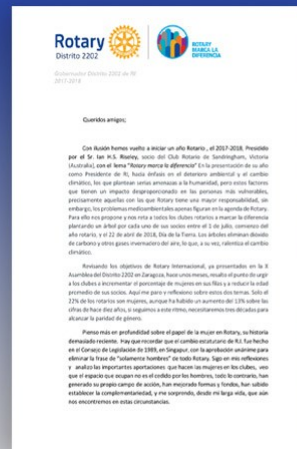 Rotary
Distrito 2202
ROTARY
MARCA LA
DIFERENCIA
Gobernador Distrito 2202 de RI
2017-2018
Queridos amigos;
Con ilusión hemos vuelto a iniciar un año Rotario, el 2017-2018, Presidido
por el Sr. Ian H.S. Riseley, socio del Club Rotario de Sandringham, Victoria
(Australia), con el lema "Rotary marca la diferencia" En la presentación de su año
como Presidente de RI, hacía énfasis en el deterioro ambiental y el cambio
climático, los que plantean serias amenazas a la humanidad, pero estos factores
que tienen un impacto desproporcionado en las personas más vulnerables,
precisamente aquellas con las que Rotary tiene una mayor responsabilidad, sin
embargo, los problemas medioambientales apenas figuran en la agenda de Rotary.
Para ello nos propone y nos reta a todos los clubes rotarios a marcar la diferencia
plantando un árbol por cada uno de sus socios entre el 1 de julio, comienzo del
año rotario, y el 22 de abril de 2018, Día de la Tierra. Los árboles eliminan dióxido
de carbono y otros gases invernadero del aire, lo que, a su vez, ralentiza el cambio
climático.
Revisando los objetivos de Rotary Internacional, ya presentados en la X
Asamblea del Distrito 2202 en Zaragoza, hace unos meses, resalto el punto de urgir
a los clubes a incrementar el porcentaje de mujeres en sus filas y a reducir la edad
promedio de sus socios. Aquí me paro y reflexiono sobre estos dos temas. Solo el
22% de los rotarios son mujeres, aunque ha habido un aumento del 13% sobre las
cifras de hace diez años, si seguimos a este ritmo, necesitaremos tres décadas para
alcanzar la paridad de género.
Pienso más en profundidad sobre el papel de la mujer en Rotary, su historia
demasiado reciente. Hay que recordar que el cambio estatutario de R.I. fue hecho
en el Consejo de Legislación de 1989, en Singapur, con la aprobación unánime para
eliminar la frase de "solamente hombres" de todo Rotary. Sigo en mis reflexiones
y analizo las importantes aportaciones que hacen las mujeres en los clubes, veo
que el espacio que ocupan no es el cedido por los hombres, todo lo contrario, han
generado su propio campo de acción, han mejorado formas y fondos, han sabido
establecer la complementariedad, y me sorprendo, desde mi larga vida, que aún
nos encontremos en estas circunstancias.